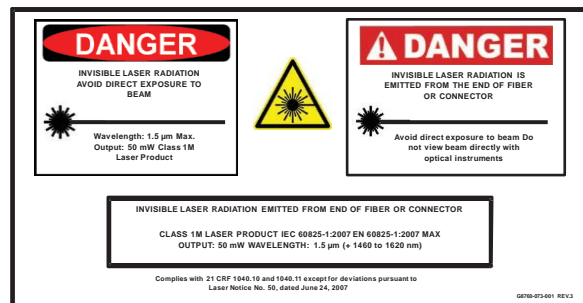 DANGER
INVISIBLE LASER RADIATION
AVOID DIRECT EXPOSURE TO
BEAM
Wavelength: 1.5 µm Max.
Output: 50 mW Class 1M
Laser Product
DANGER
INVISIBLE LASER RADIATION IS
EMITTED FROM THE END OF FIBER
OR CONNECTOR
Avoid direct exposure to beam Do
not view beam directly with
optical instruments
INVISIBLE LASER RADIATION EMITTED FROM END OF FIBER OR CONNECTOR
CLASS 1M LASER PRODUCT IEC 60825-1:2007 EN 60825-1:2007 MAX
OUTPUT: 50 mW WAVELENGTH: 1.5 µm (+ 1460 to 1620 nm)
Complies with 21 CRF 1040.10 and 1040.11 except for deviations pursuant to
Laser Notice No. 50, dated June 24, 2007
G8760-073-001 REV.3